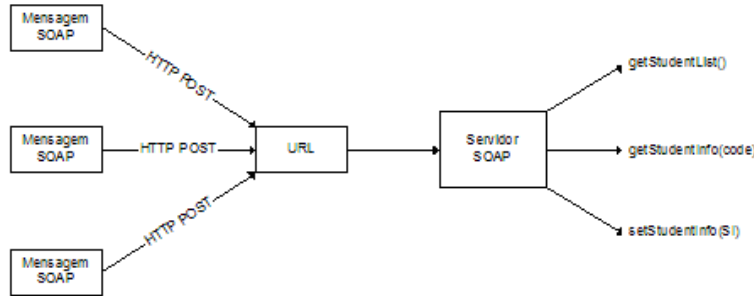 Mensagem
SOAP
HTTP POST
getStudentList()
Mensagem
SOAP
HTTP POST
URL
Servidor
SOAP
getStudentInfo(code)
HTTP POST
setStudentInfo(SI)
Mensagem
SOAP